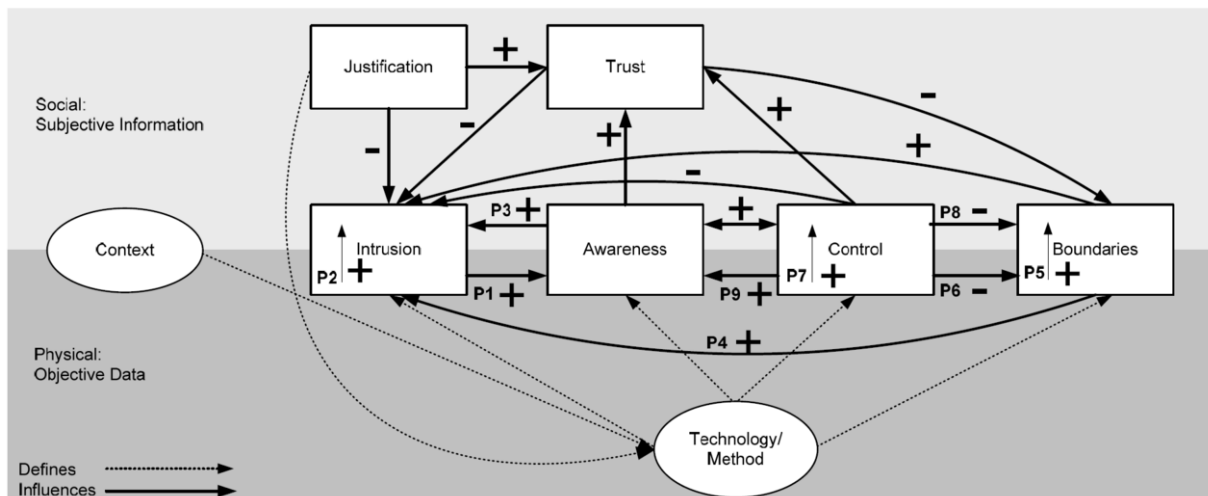 Justification
+
Trust
-
Social:
Subjective Information
-
-
+
+
+
-
P3 +
+
P8 -
Context
Intrusion
Awareness
Control
Boundaries
P2 +
P7 +
P5 +
P1 +
P9 +
P6 -
P4 +
Physical:
Objective Data
Technology/
Method
Defines
Influences